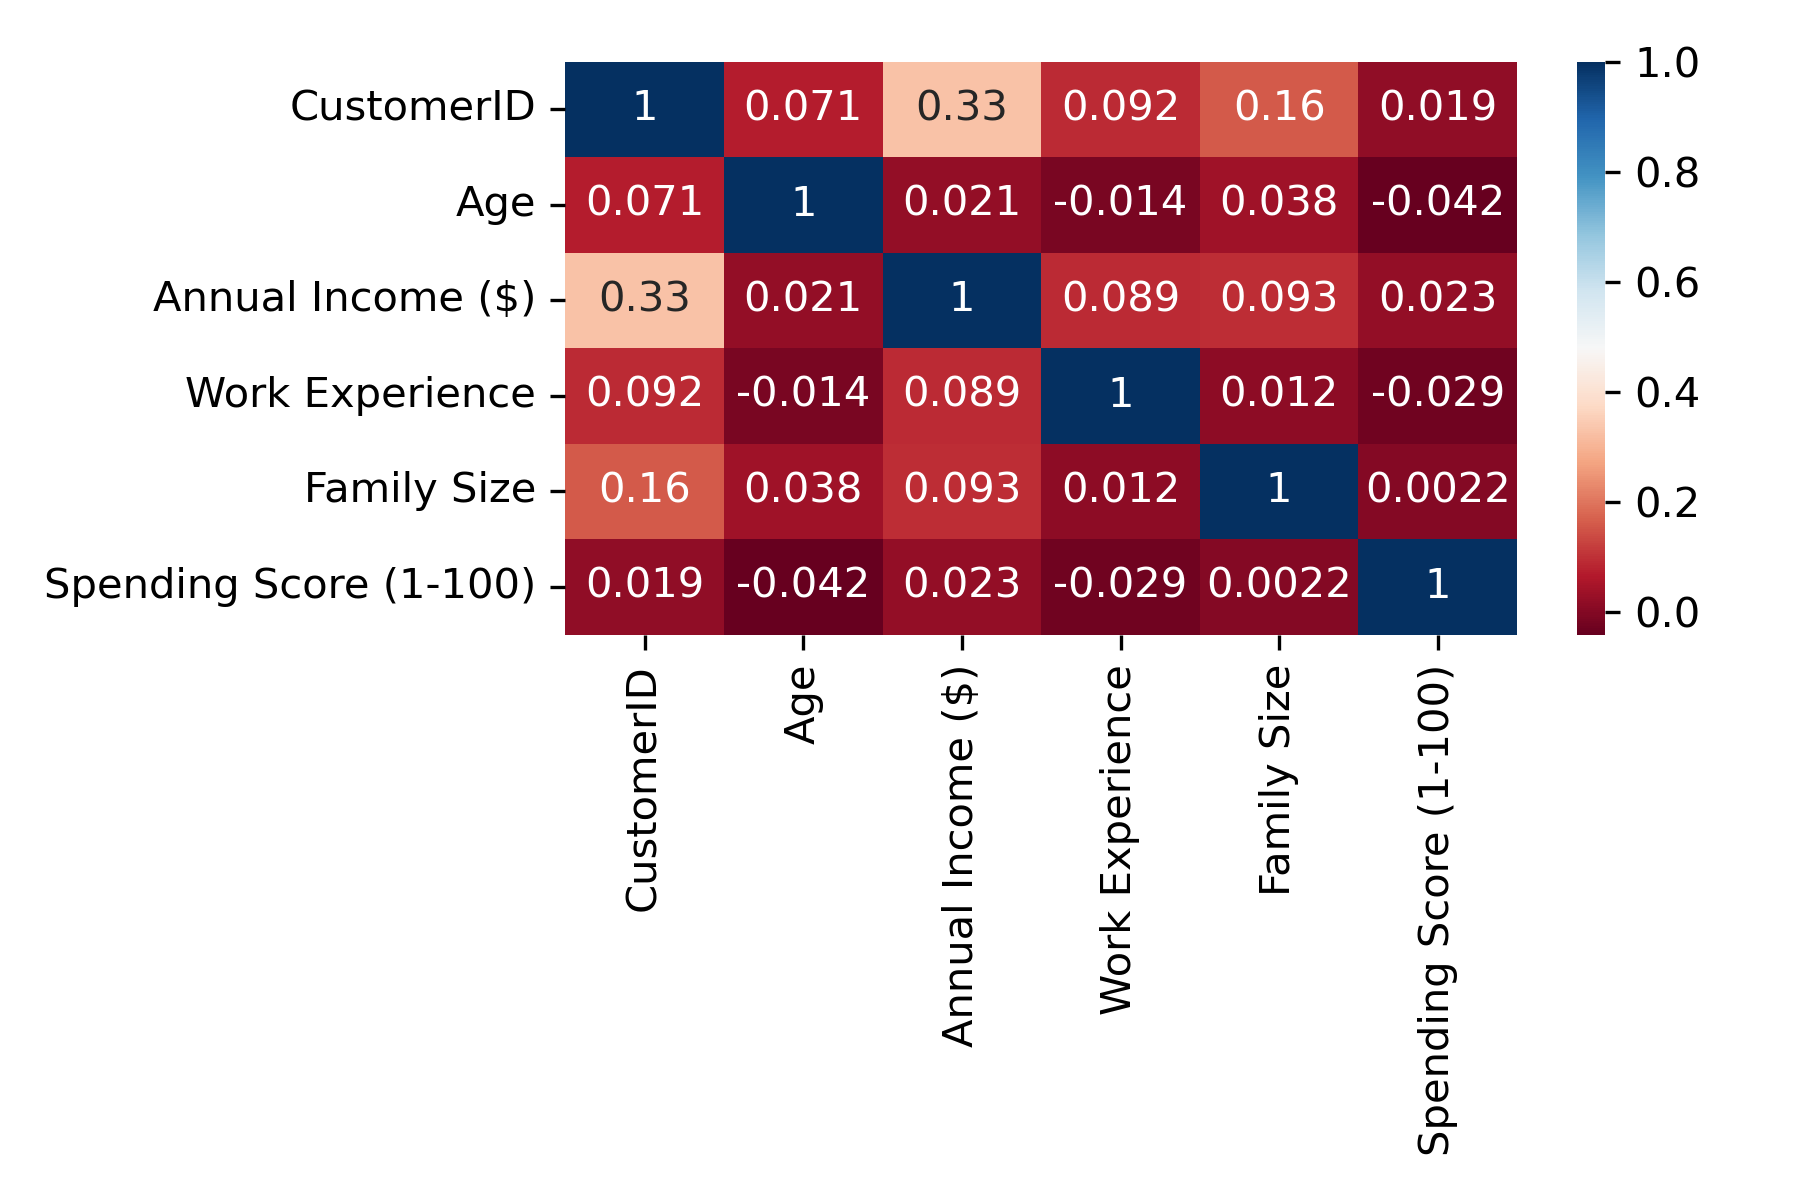 CustomerID 1 0.071 0.33 0.092 0.16 0.019
Age 0.071 1 0.021 -0.014 0.038 -0.042
Annual Income ($) 0.33 0.021 1 0.089 0.093 0.023
Work Experience 0.092 -0.014 0.089 1 0.012 -0.029
Family Size 0.16 0.038 0.093 0.012 1 0.0022
Spending Score (1-100) 0.019 -0.042 0.023 -0.029 0.0022 1
CustomerID
Age
Annual Income ($)
Work Experience
Family Size
Spending Score (1-100)
1.0
0.8
0.6
0.4
0.2
0.0